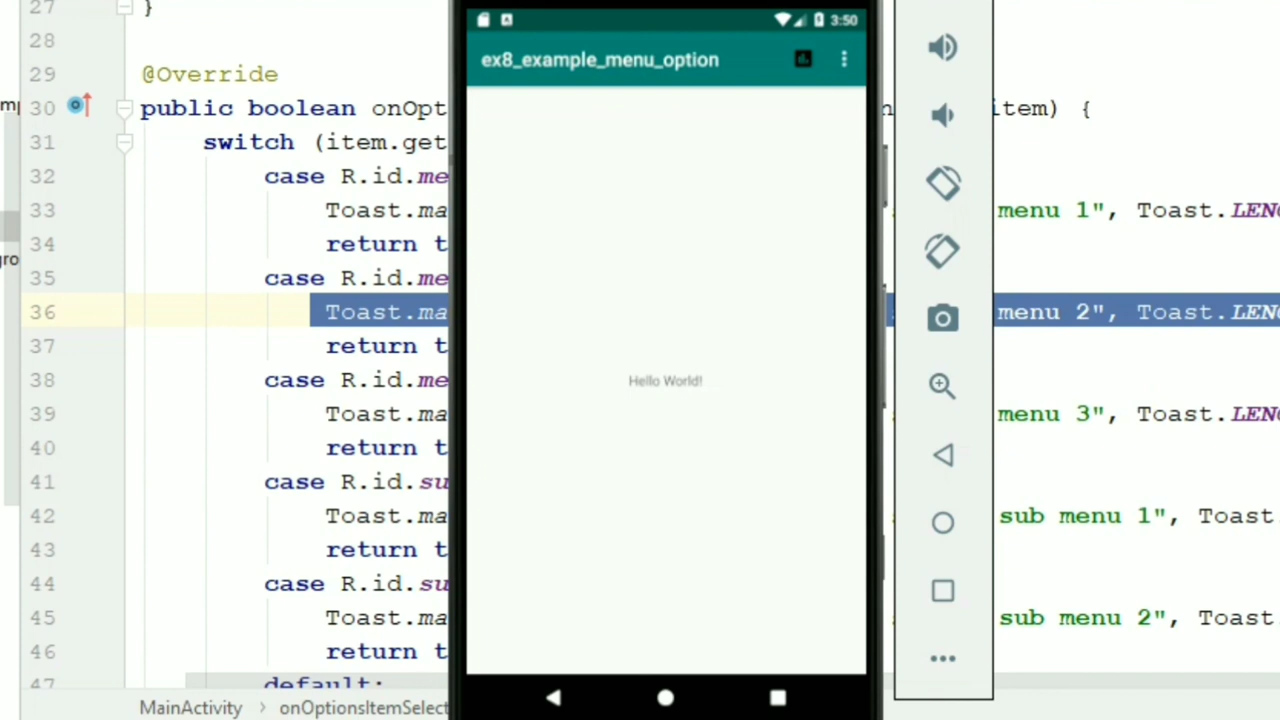 27 }
28
29 @Override
30 public boolean onOpt item) {
31 switch (item.get
32 case R.id.me
33 Toast.ma menu 1", Toast.LEN
34 return t
35 case R.id.me
36 Toast.ma menu 2", Toast.LEN
37 return t
38 case R.id.me
39 Toast.ma menu 3", Toast.LEN
40 return t
41 case R.id.su
42 Toast.ma sub menu 1", Toast.
43 return t
44 case R.id.su
45 Toast.ma sub menu 2", Toast.
46 return t
47 default:
MainActivity > onOptionsItemSelect
3:50
ex8_example_menu_option
Hello World!